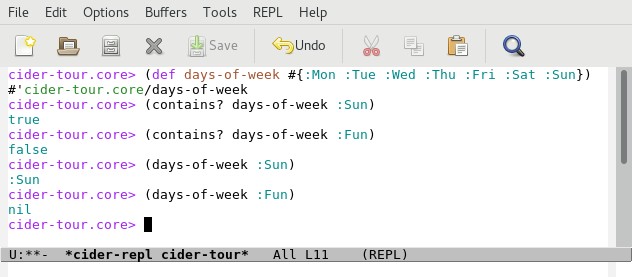 File Edit Options Buffers Tools REPL Help
Save Undo
cider-tour.core> (def days-of-week #{:Mon :Tue :Wed :Thu :Fri :Sat :Sun})
#'cider-tour.core/days-of-week
cider-tour.core> (contains? days-of-week :Sun)
true
cider-tour.core> (contains? days-of-week :Fun)
false
cider-tour.core> (days-of-week :Sun)
:Sun
cider-tour.core> (days-of-week :Fun)
nil
cider-tour.core>
U:**-  *cider-repl cider-tour*   All L11    (REPL)